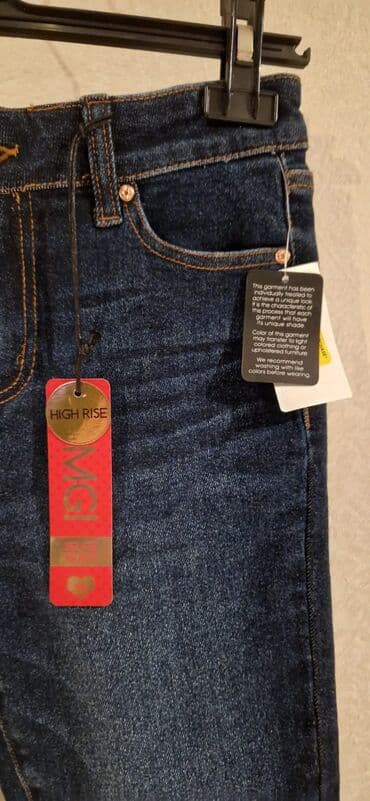 HIGH RISE
MGI
This garment has been
individually treated to
achieve a unique look.
It is the characteristic of
this process that each
garment will have
its unique shade.
Color of this garment
may transfer to light
colored clothing or
upholstered furniture.
We recommend
washing with like
colors before wearing.